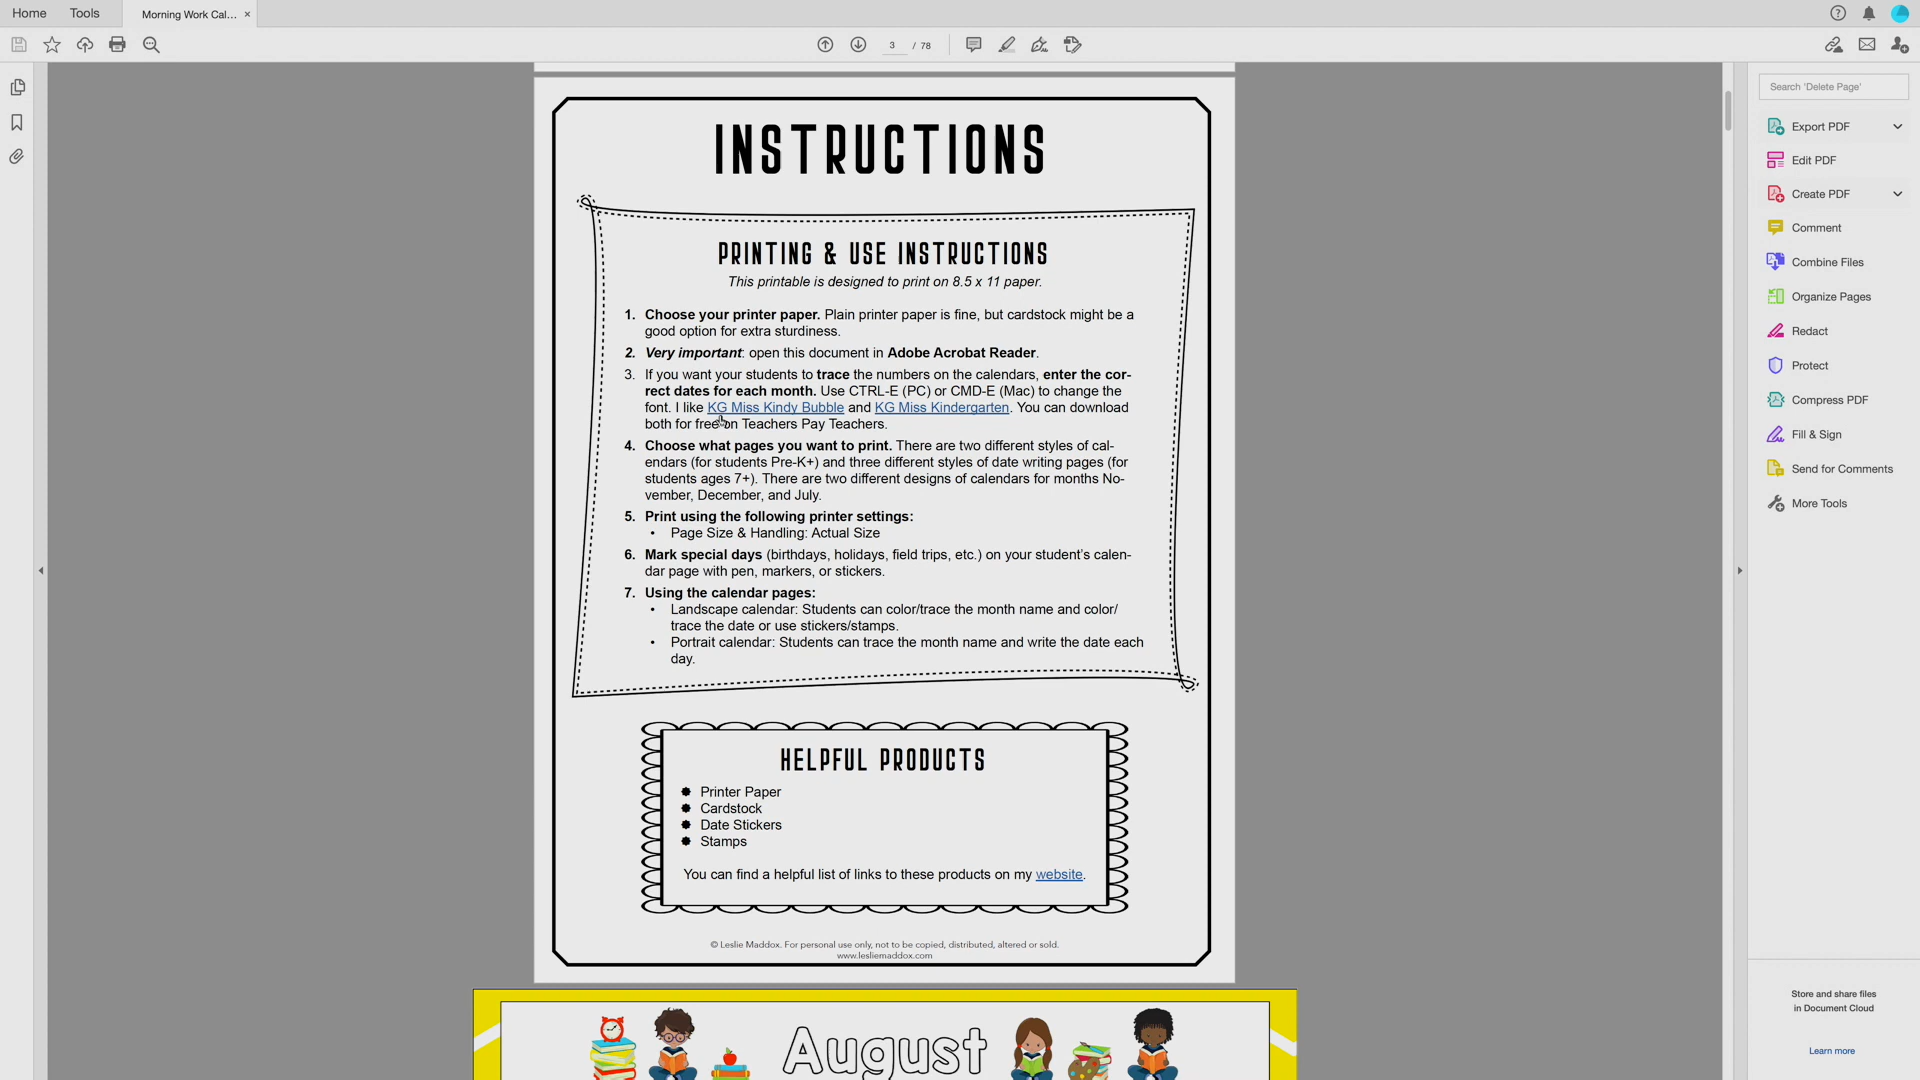 Home
Tools
Morning Work Cal...
3 / 78
INSTRUCTIONS
PRINTING & USE INSTRUCTIONS
This printable is designed to print on 8.5 x 11 paper.
1. Choose your printer paper. Plain printer paper is fine, but cardstock might be a
good option for extra sturdiness.
2. Very important: open this document in Adobe Acrobat Reader.
3. If you want your students to trace the numbers on the calendars, enter the cor-
rect dates for each month. Use CTRL-E (PC) or CMD-E (Mac) to change the
font. I like KG Miss Kindy Bubble and KG Miss Kindergarten. You can download
both for free on Teachers Pay Teachers.
4. Choose what pages you want to print. There are two different styles of cal-
endars (for students Pre-K+) and three different styles of date writing pages (for
students ages 7+). There are two different designs of calendars for months No-
vember, December, and July.
5. Print using the following printer settings:
• Page Size & Handling: Actual Size
6. Mark special days (birthdays, holidays, field trips, etc.) on your student's calen-
dar page with pen, markers, or stickers.
7. Using the calendar pages:
• Landscape calendar: Students can color/trace the month name and color/
trace the date or use stickers/stamps.
• Portrait calendar: Students can trace the month name and write the date each
day.
HELPFUL PRODUCTS
Printer Paper
Cardstock
Date Stickers
Stamps
You can find a helpful list of links to these products on my website.
© Leslie Maddox. For personal use only, not to be copied, distributed, altered or sold.
www.lesliemaddox.com
August
Search 'Delete Page'
Export PDF
Edit PDF
Create PDF
Comment
Combine Files
Organize Pages
Redact
Protect
Compress PDF
Fill & Sign
Send for Comments
More Tools
Store and share files
in Document Cloud
Learn more